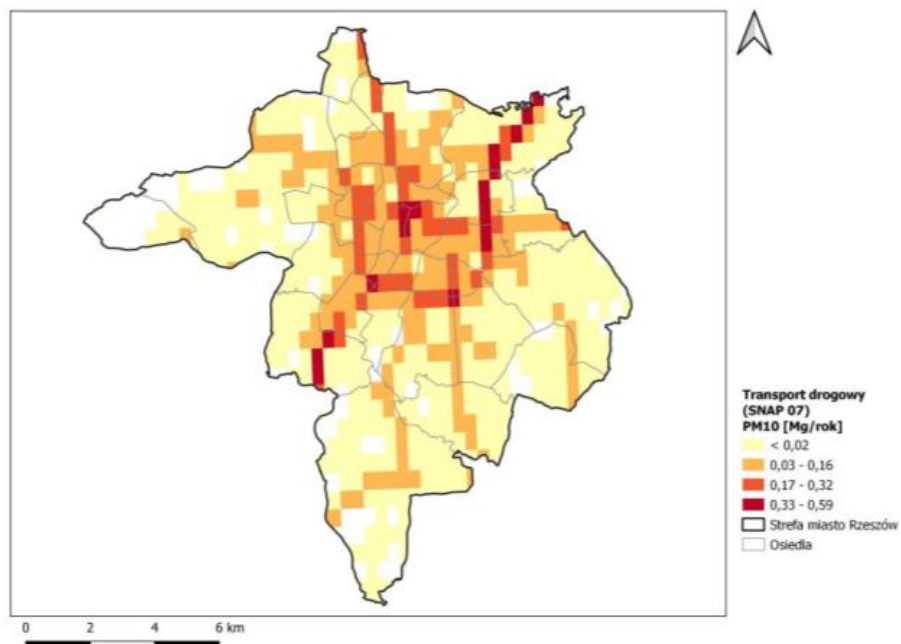 Transport drogowy
(SNAP 07)
PM10 [Mg/rok]
< 0,02
0,03 - 0,16
0,17 - 0,32
0,33 - 0,59
Strefa miasto Rzeszów
Osiedla
0 2 4 6 km